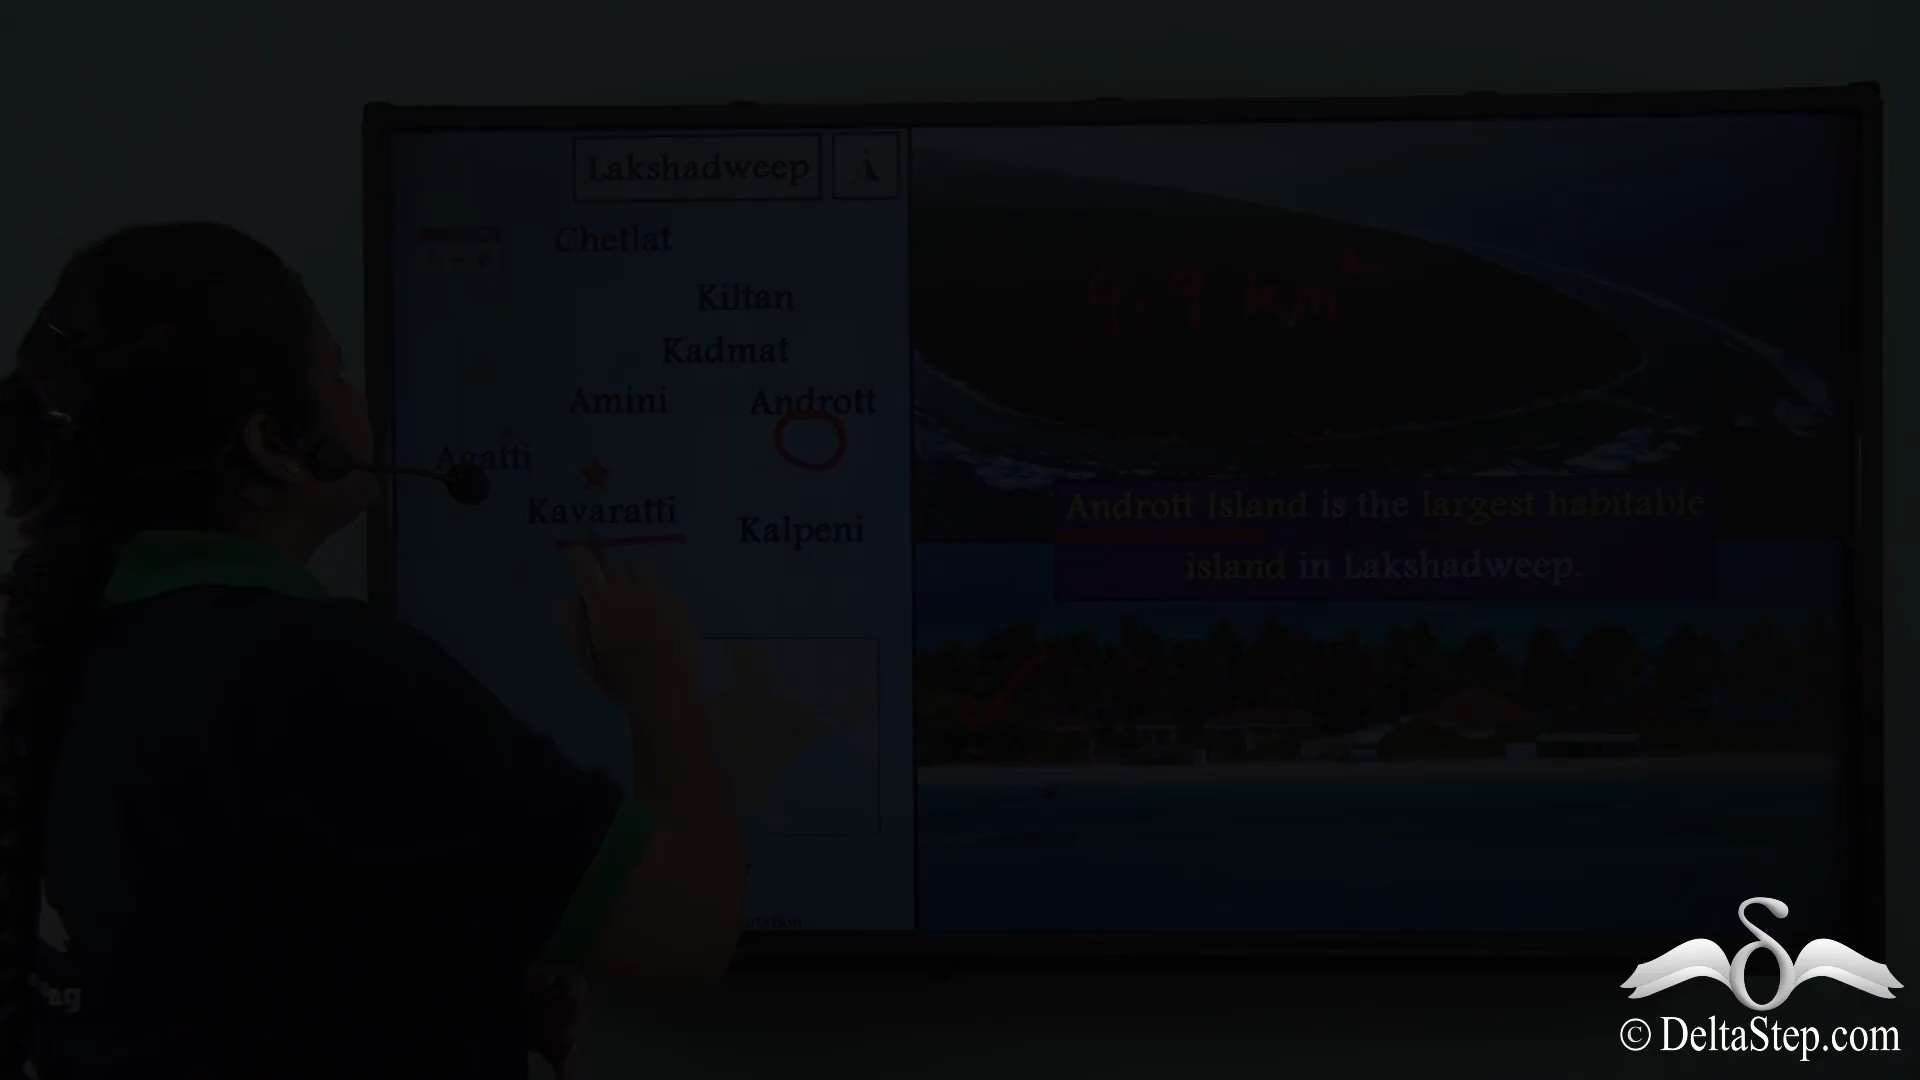 Lakshadweep
Chetlat
Kiltan
Kadmat
Amini
Andrott
Agatti
Kavaratti
Kalpeni
4.9 km
Andrott Island is the largest habitable
island in Lakshadweep.
© DeltaStep.com